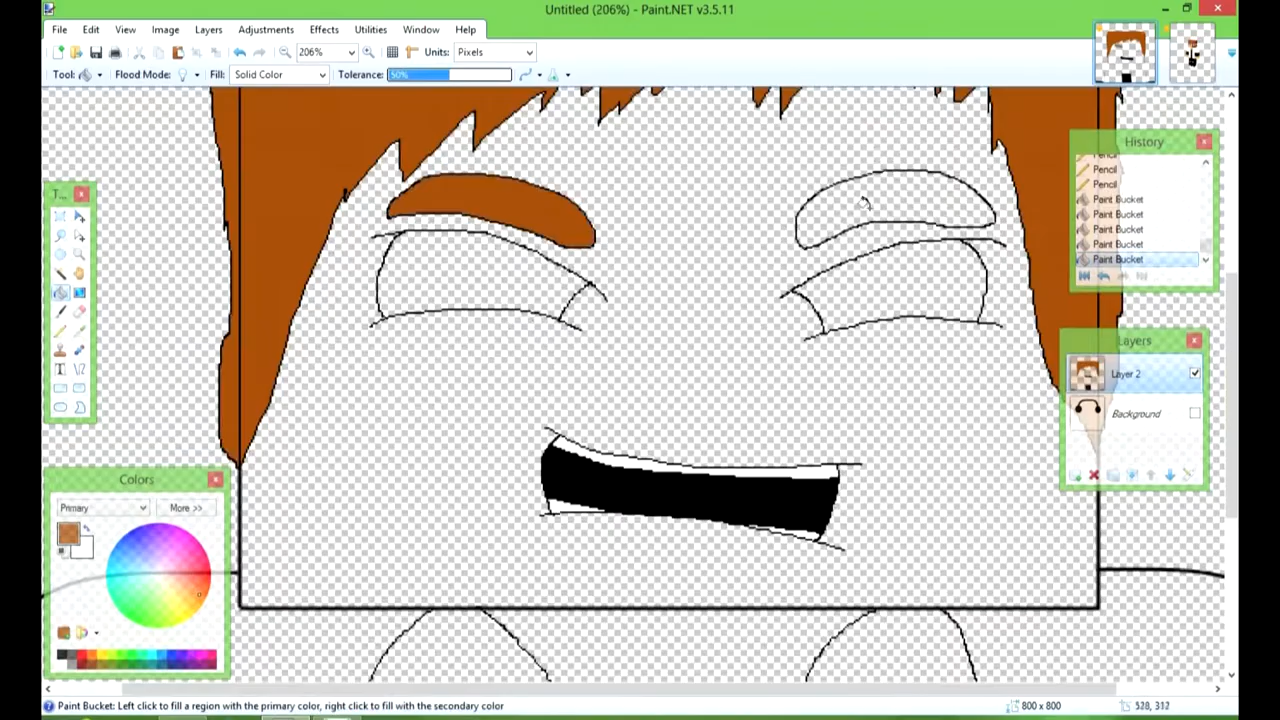 Untitled (206%) - Paint.NET v3.5.11
File Edit View Image Layers Adjustments Effects Utilities Window Help
206% Units: Pixels
Tool: Flood Mode: Fill: Solid Color Tolerance: 50%
History
Pencil
Pencil
Pencil
Paint Bucket
Paint Bucket
Paint Bucket
Paint Bucket
Paint Bucket
T...
Layers
Layer 2
Background
Colors
Primary More >>
Paint Bucket: Left click to fill a region with the primary color, right click to fill with the secondary color 800 x 800 528, 312